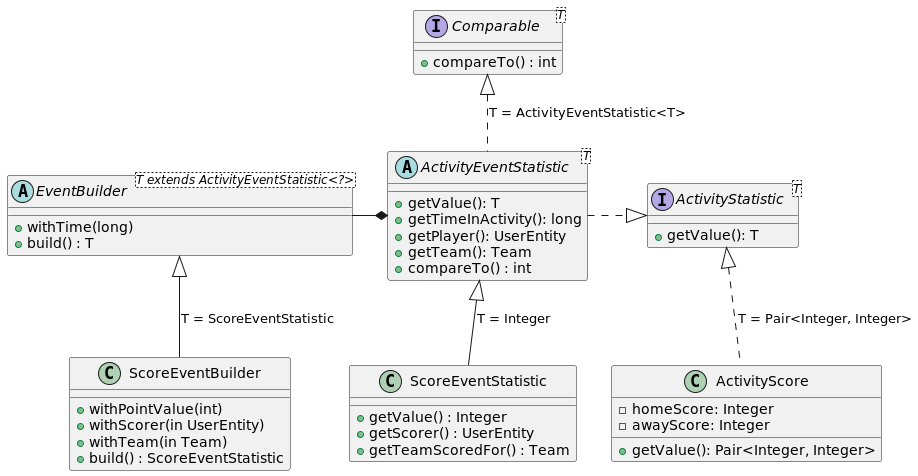 I Comparable T
compareTo() : int
T = ActivityEventStatistic<T>
A EventBuilder T extends ActivityEventStatistic<?>
withTime(long)
build() : T
A ActivityEventStatistic T
getValue(): T
getTimeInActivity(): long
getPlayer(): UserEntity
getTeam(): Team
compareTo() : int
I ActivityStatistic T
getValue(): T
T = ScoreEventStatistic
T = Integer
T = Pair<Integer, Integer>
C ScoreEventBuilder
withPointValue(int)
withScorer(in UserEntity)
withTeam(in Team)
build() : ScoreEventStatistic
C ScoreEventStatistic
getValue() : Integer
getScorer() : UserEntity
getTeamScoredFor() : Team
C ActivityScore
homeScore: Integer
awayScore: Integer
getValue(): Pair<Integer, Integer>